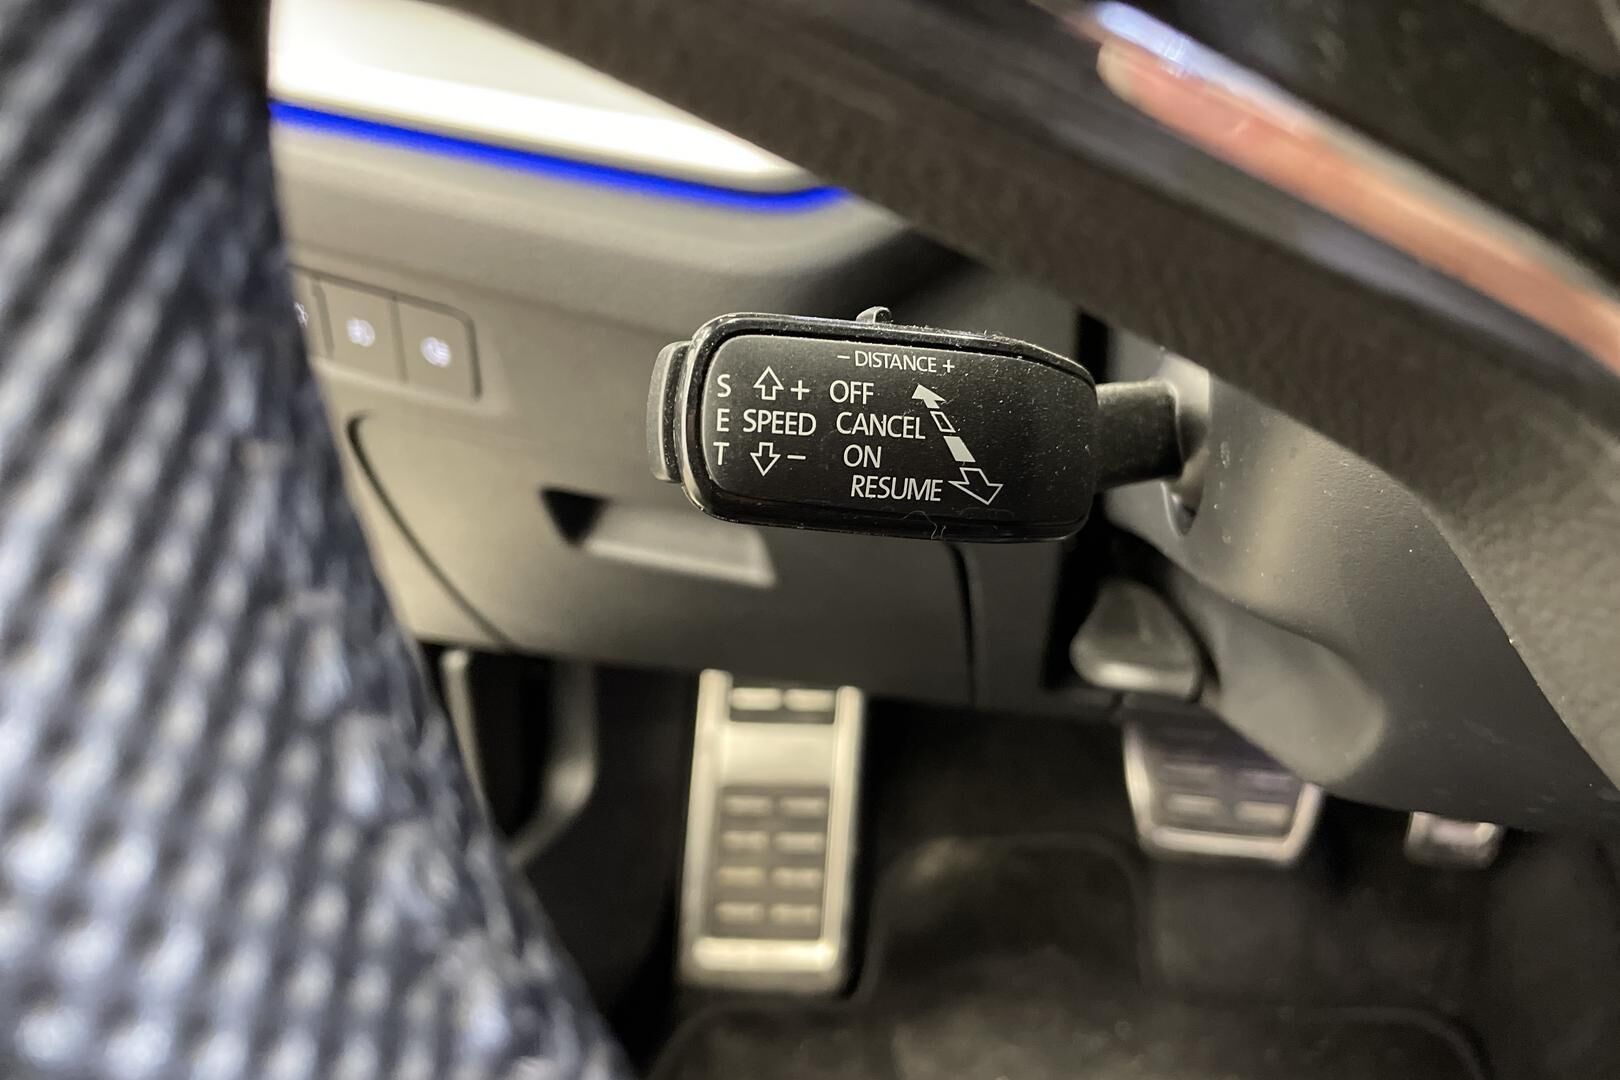 − DISTANCE +
S + OFF
E SPEED CANCEL
T − ON
RESUME